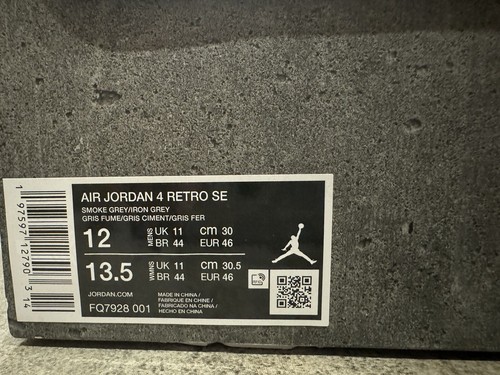 AIR JORDAN 4 RETRO SE
SMOKE GREY/IRON GREY
GRIS FUME/GRIS CIMENT/GRIS FER
12 MENS UK 11 CM 30
BR 44 EUR 46
13.5 WMNS UK 11 CM 30.5
BR 44 EUR 46
JORDAN.COM
FQ7928 001
MADE IN CHINA /
FABRIQUE EN CHINE /
FABRICADO NA CHINA /
HECHO EN CHINA
1 97597 12790 3